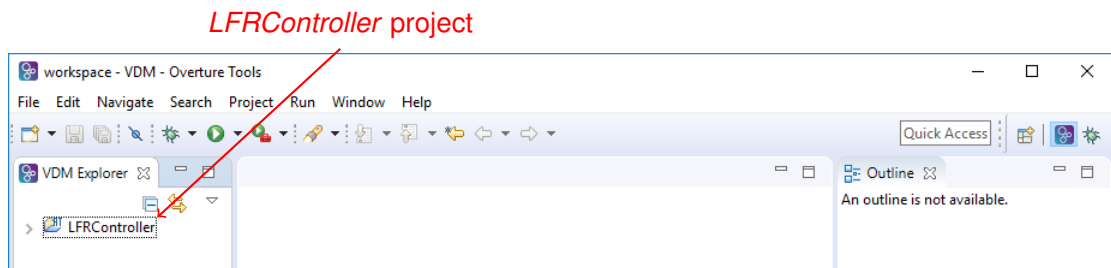 LFRController project
workspace - VDM - Overture Tools
File Edit Navigate Search Project Run Window Help
Quick Access
VDM Explorer
Outline
An outline is not available.
LFRController